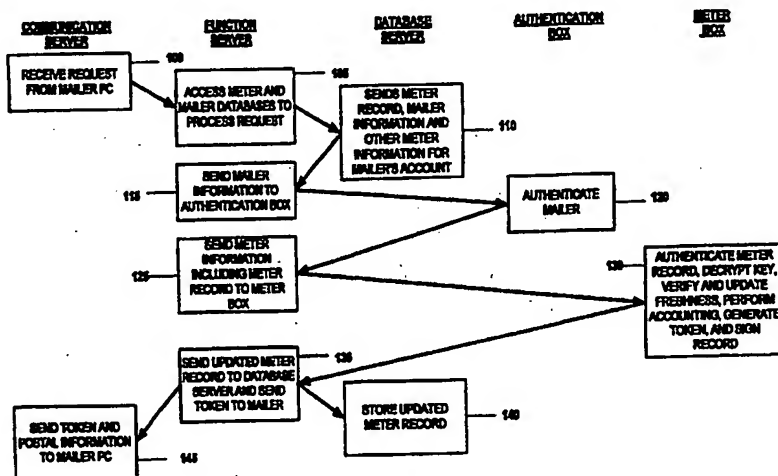 COMMUNICATION
SERVER
FUNCTION
SERVER
DATABASE
SERVER
AUTHENTICATION
BOX
METER
BOX
100
RECEIVE REQUEST
FROM MAILER PC
105
ACCESS METER AND
MAILER DATABASES TO
PROCESS REQUEST
110
SENDS METER
RECORD, MAILER
INFORMATION AND
OTHER METER
INFORMATION FOR
MAILER'S ACCOUNT
115
SEND MAILER
INFORMATION TO
AUTHENTICATION BOX
120
AUTHENTICATE
MAILER
125
SEND METER
INFORMATION
INCLUDING METER
RECORD TO METER
BOX
130
AUTHENTICATE METER
RECORD, DECRYPT KEY,
VERIFY AND UPDATE
FRESHNESS, PERFORM
ACCOUNTING, GENERATE
TOKEN, AND SIGN
RECORD
135
SEND UPDATED METER
RECORD TO DATABASE
SERVER AND SEND
TOKEN TO MAILER
140
STORE UPDATED
METER RECORD
SEND TOKEN AND
POSTAL INFORMATION
TO MAILER PC
145